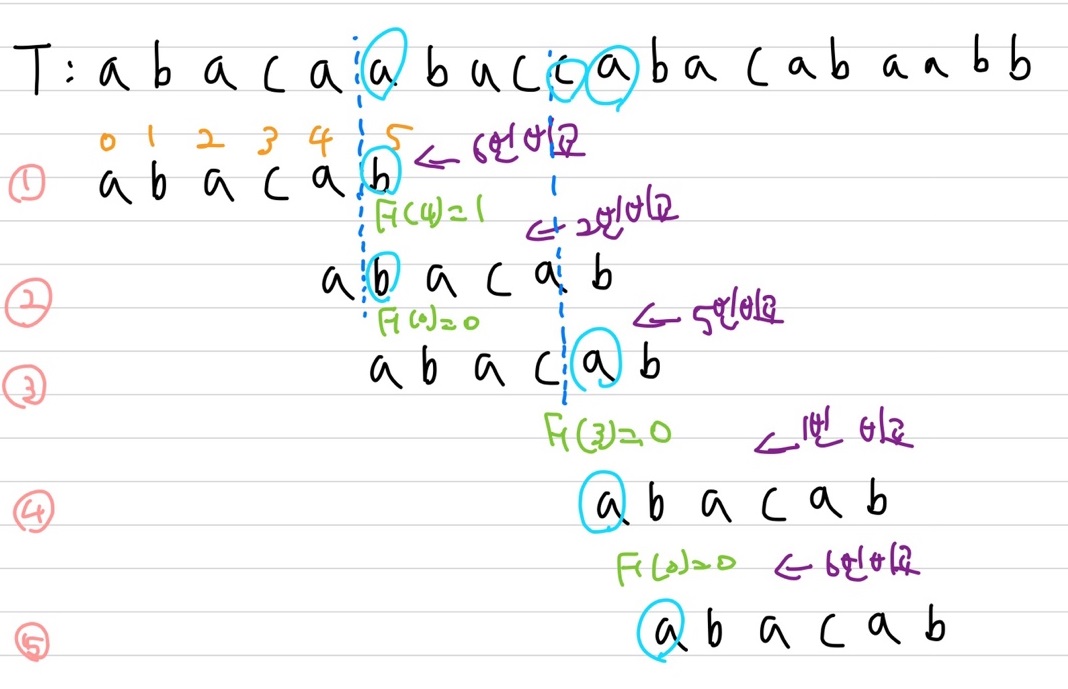 T: a b a c a a b a c c a b a c a b a a b b
0 1 2 3 4 5
① a b a c a b ← 6번 비교
F(4)=1
② a b a c a b ← 2번 비교
F(0)=0
③ a b a c a b ← 5번 비교
F(3)=0
④ a b a c a b ← 1번 비교
F(0)=0
⑤ a b a c a b ← 6번 비교